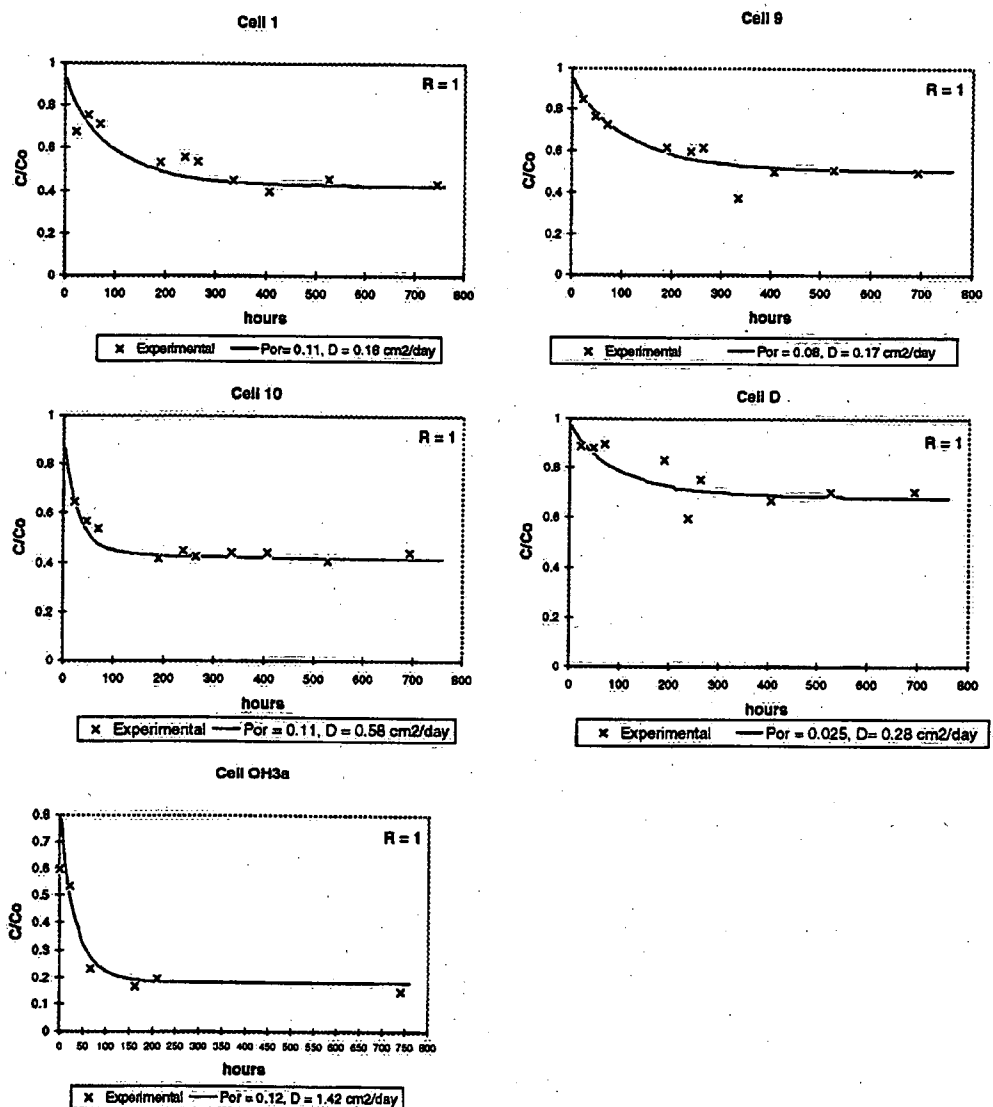 Cell 1
1
0.8
0.6
0.4
0.2
0
C/Co
R = 1
0 100 200 300 400 500 600 700 800
hours
× Experimental Por= 0.11, D = 0.16 cm2/day
Cell 9
1
0.8
0.6
0.4
0.2
0
C/Co
R = 1
0 100 200 300 400 500 600 700 800
hours
× Experimental Por = 0.08, D = 0.17 cm2/day
Cell 10
1
0.8
0.6
0.4
0.2
0
C/Co
R = 1
0 100 200 300 400 500 600 700 800
hours
× Experimental Por = 0.11, D = 0.58 cm2/day
Cell D
1
0.8
0.6
0.4
0.2
0
C/Co
R = 1
0 100 200 300 400 500 600 700 800
hours
× Experimental Por = 0.025, D= 0.28 cm2/day
Cell OH3a
0.8
0.7
0.6
0.5
0.4
0.3
0.2
0.1
0
C/Co
R = 1
0 50 100 150 200 250 300 350 400 450 500 550 600 650 700 750 800
hours
× Experimental Por = 0.12, D = 1.42 cm2/day